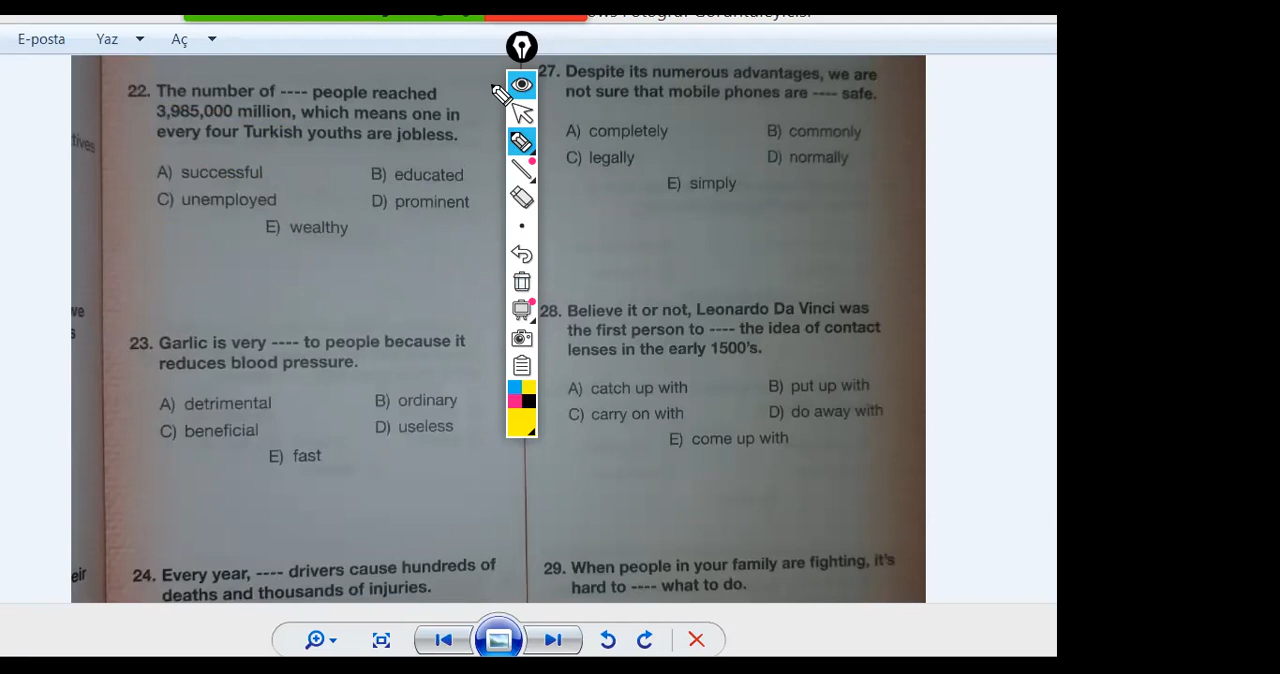 E-posta Yaz Aç
22. The number of ---- people reached
3,985,000 million, which means one in
every four Turkish youths are jobless.
A) successful B) educated
C) unemployed D) prominent
E) wealthy
23. Garlic is very ---- to people because it
reduces blood pressure.
A) detrimental B) ordinary
C) beneficial D) useless
E) fast
24. Every year, ---- drivers cause hundreds of
deaths and thousands of injuries.
27. Despite its numerous advantages, we are
not sure that mobile phones are ---- safe.
A) completely B) commonly
C) legally D) normally
E) simply
28. Believe it or not, Leonardo Da Vinci was
the first person to ---- the idea of contact
lenses in the early 1500's.
A) catch up with B) put up with
C) carry on with D) do away with
E) come up with
29. When people in your family are fighting, it's
hard to ---- what to do.